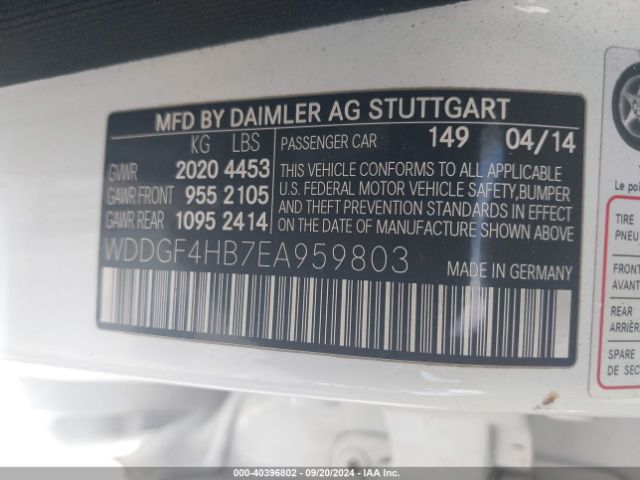 MFD BY DAIMLER AG STUTTGART
KG LBS
GVWR 2020 4453
GAWR FRONT 955 2105
GAWR REAR 1095 2414
PASSENGER CAR 149 04/14
THIS VEHICLE CONFORMS TO ALL APPLICABLE
U.S. FEDERAL MOTOR VEHICLE SAFETY,BUMPER
AND THEFT PREVENTION STANDARDS IN EFFECT
ON THE DATE OF MANUFACTURE SHOWN ABOVE.
WDDGF4HB7EA959803
MADE IN GERMANY
Le poi
TIRE
PNEU
FRONT
AVANT
REAR
ARRIÈR
SPARE
DE SEC
000-40396802 - 09/20/2024 - IAA Inc.